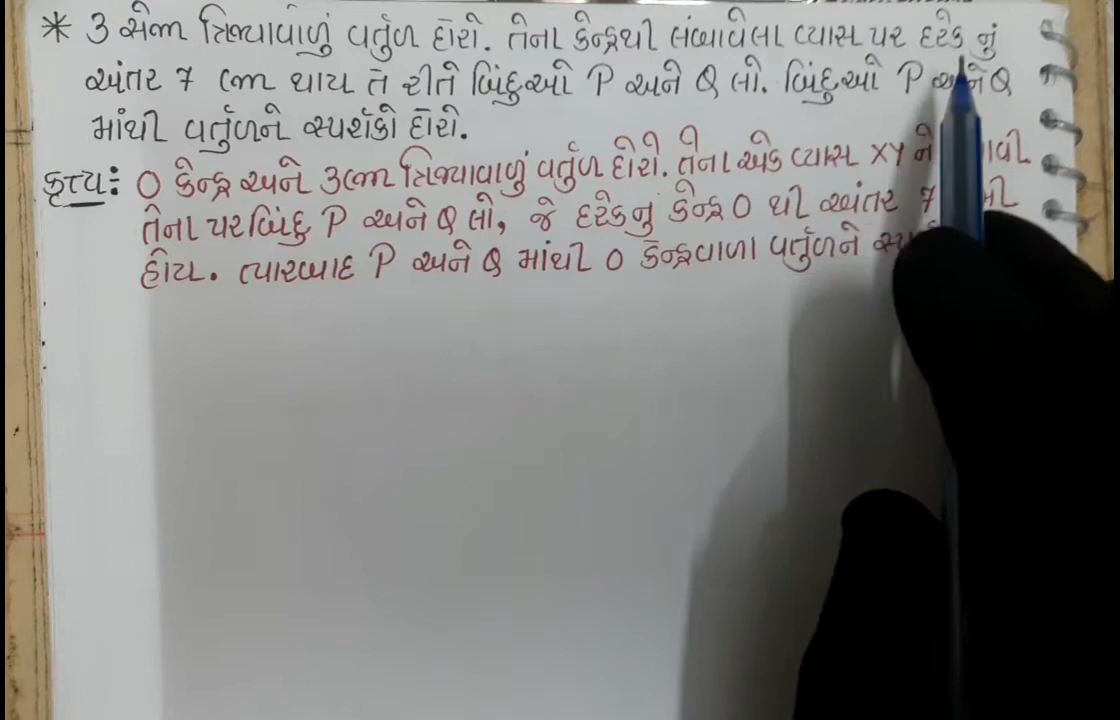 * 3 સેમ ત્રિજ્યાવાળું વર્તુળ દોરો. તેના કેન્દ્રથી લંબાવેલા વ્યાસ પર દરેક નું
અંતર 7 cm થાય તે રીતે બિંદુઓ P અને Q લો. બિંદુઓ P અને Q
માંથી વર્તુળને સ્પર્શકો દોરો.
કૃત્ય: O કેન્દ્ર અને 3cm ત્રિજ્યાવાળું વર્તુળ દોરો. તેના એક વ્યાસ XY ને
તેના પર બિંદુ P અને Q લો, જે દરેકનું કેન્દ્ર O થી અંતર 7
હોય. ત્યારબાદ P અને Q માંથી O કેન્દ્રવાળા વર્તુળને